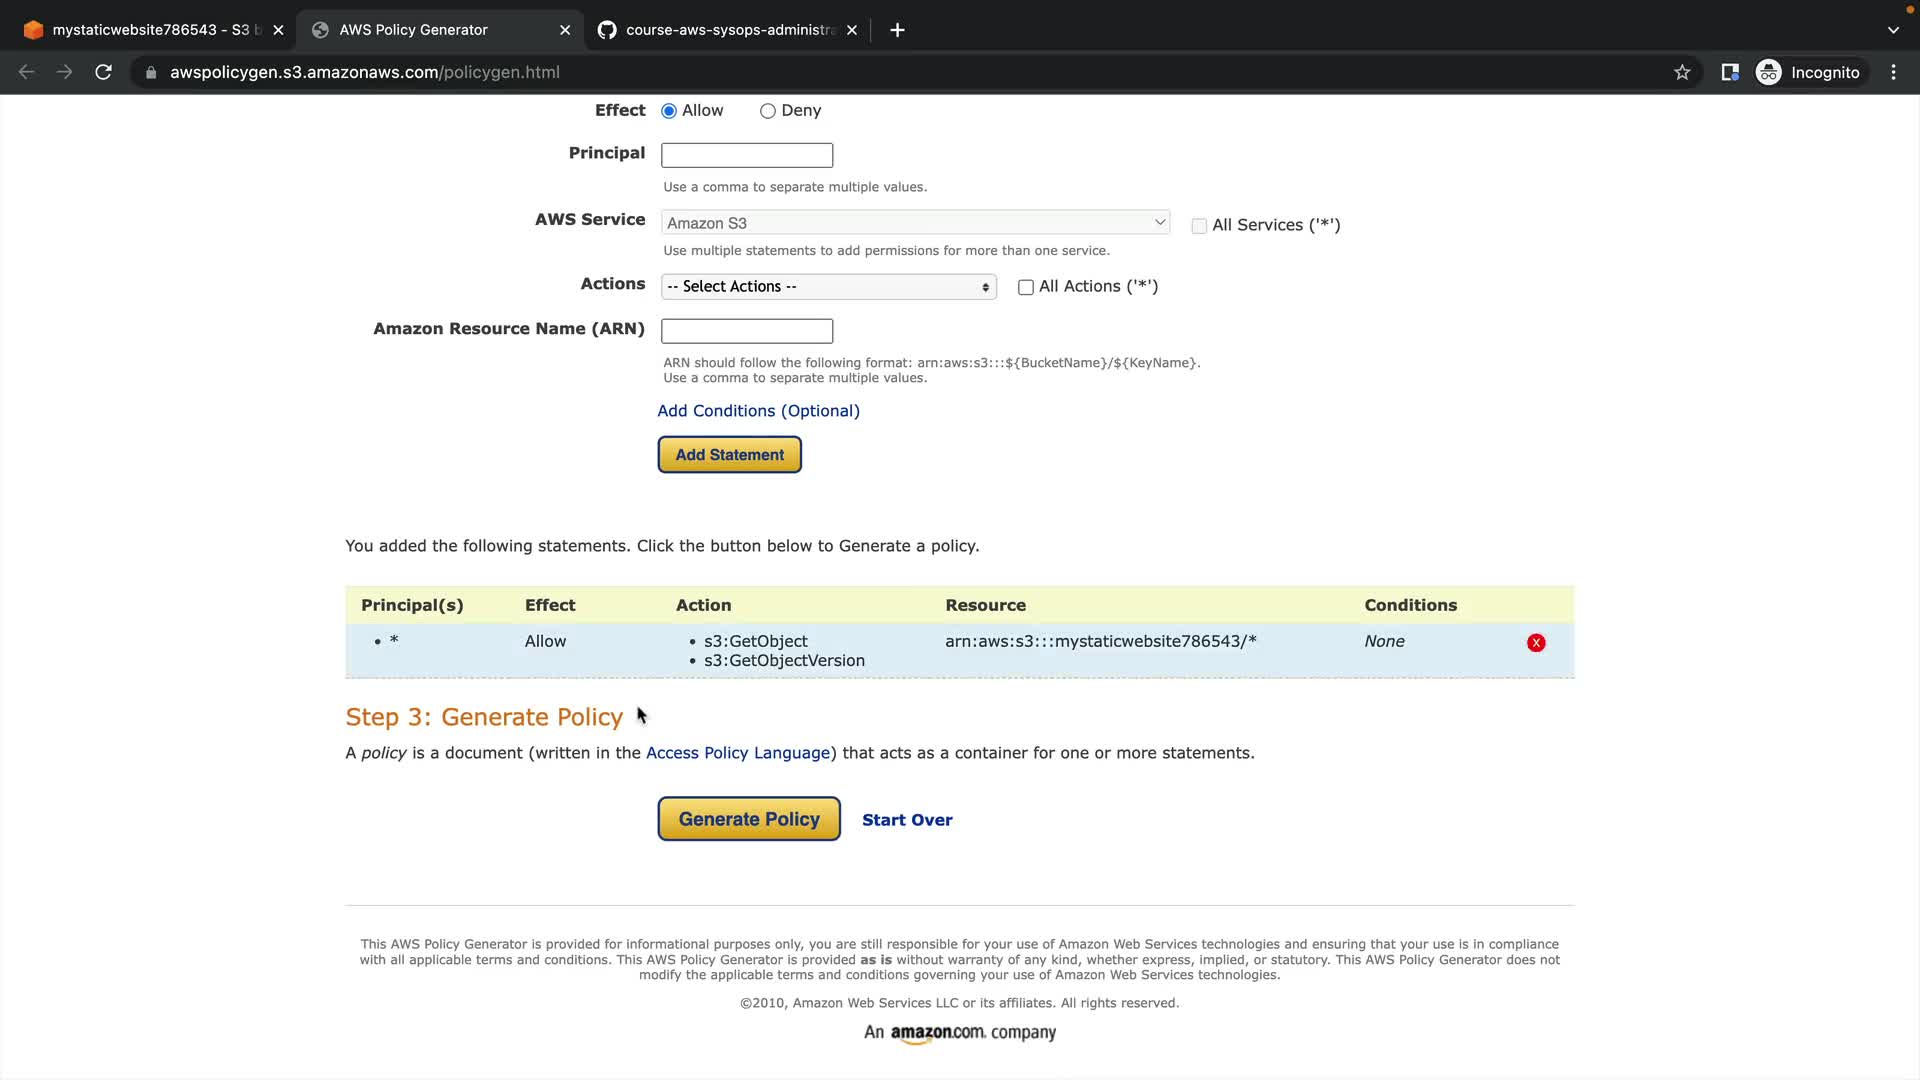 mystaticwebsite786543 - S3 b
AWS Policy Generator
course-aws-sysops-administra
awspolicygen.s3.amazonaws.com/policygen.html
Incognito
Effect
Allow
Deny
Principal
Use a comma to separate multiple values.
AWS Service
Amazon S3
All Services ('*')
Use multiple statements to add permissions for more than one service.
Actions
-- Select Actions --
All Actions ('*')
Amazon Resource Name (ARN)
ARN should follow the following format: arn:aws:s3:::${BucketName}/${KeyName}.
Use a comma to separate multiple values.
Add Conditions (Optional)
Add Statement
You added the following statements. Click the button below to Generate a policy.
Principal(s) Effect Action Resource Conditions
• * Allow • s3:GetObject arn:aws:s3:::mystaticwebsite786543/* None X
• s3:GetObjectVersion
Step 3: Generate Policy
A policy is a document (written in the Access Policy Language) that acts as a container for one or more statements.
Generate Policy
Start Over
This AWS Policy Generator is provided for informational purposes only, you are still responsible for your use of Amazon Web Services technologies and ensuring that your use is in compliance
with all applicable terms and conditions. This AWS Policy Generator is provided as is without warranty of any kind, whether express, implied, or statutory. This AWS Policy Generator does not
modify the applicable terms and conditions governing your use of Amazon Web Services technologies.
©2010, Amazon Web Services LLC or its affiliates. All rights reserved.
An amazon.com. company